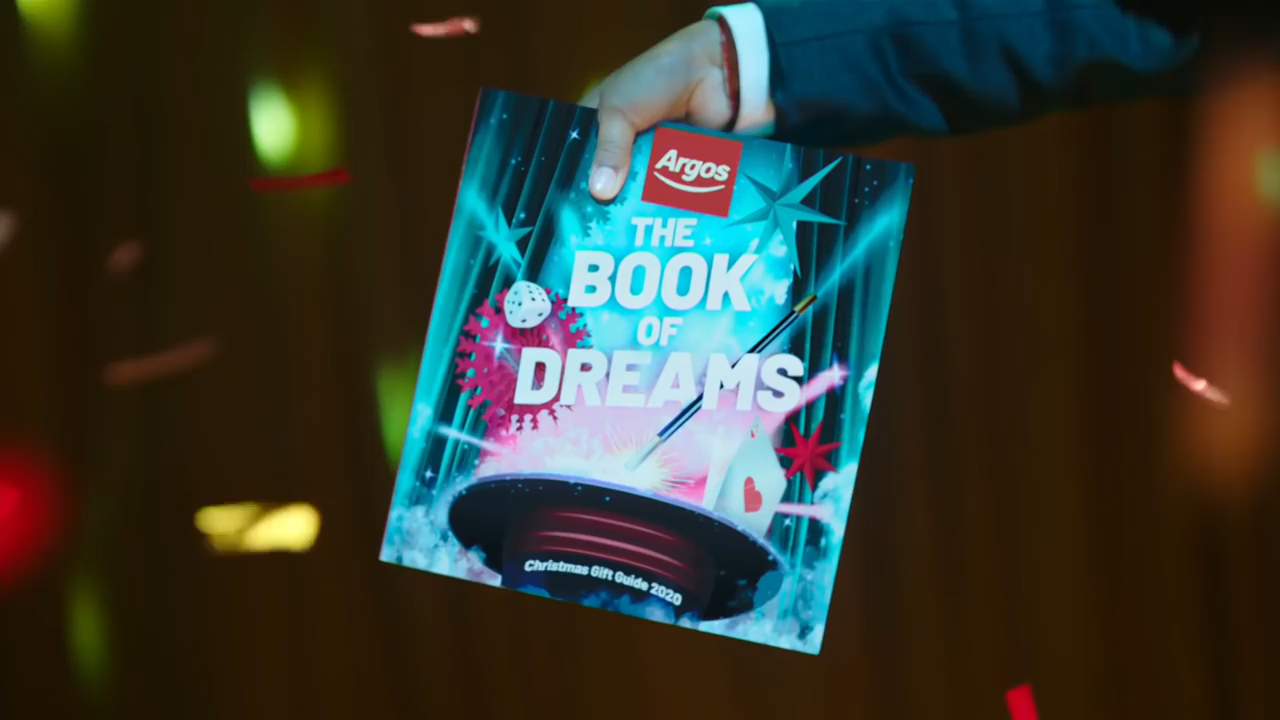 Argos
THE
BOOK
OF
DREAMS
Christmas Gift Guide 2020